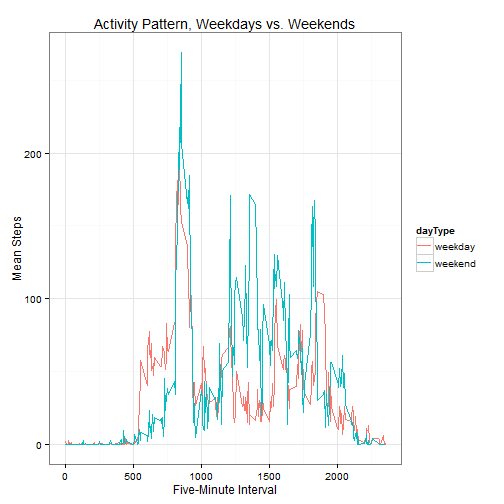 Activity Pattern, Weekdays vs. Weekends
Mean Steps
200
100
0
0
500
1000
1500
2000
Five-Minute Interval
dayType
weekday
weekend